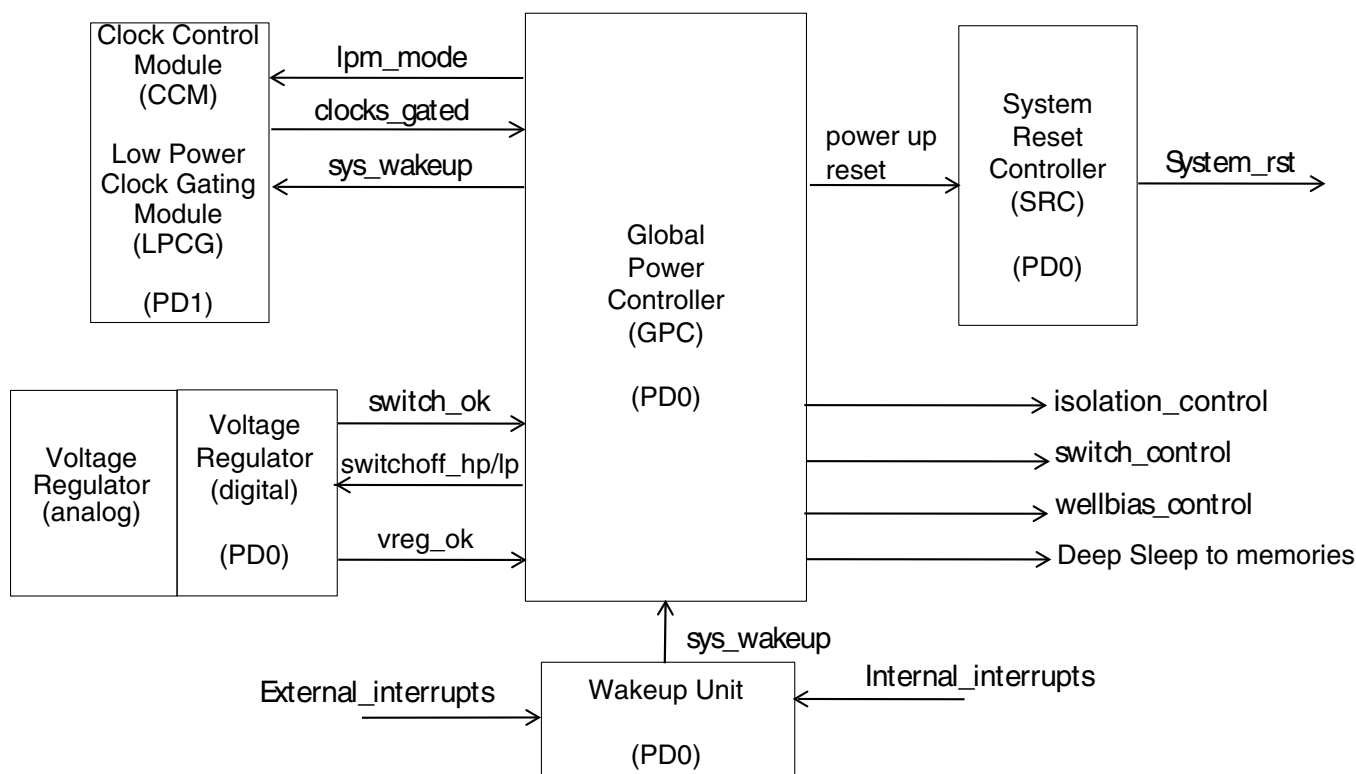 Clock Control
Module
(CCM)
Low Power
Clock Gating
Module
(LPCG)
(PD1)
lpm_mode
clocks_gated
sys_wakeup
Global
Power
Controller
(GPC)
(PD0)
power up
reset
System
Reset
Controller
(SRC)
(PD0)
System_rst
Voltage
Regulator
(analog)
Voltage
Regulator
(digital)
(PD0)
switch_ok
switchoff_hp/lp
vreg_ok
isolation_control
switch_control
wellbias_control
Deep Sleep to memories
sys_wakeup
External_interrupts
Wakeup Unit
(PD0)
Internal_interrupts